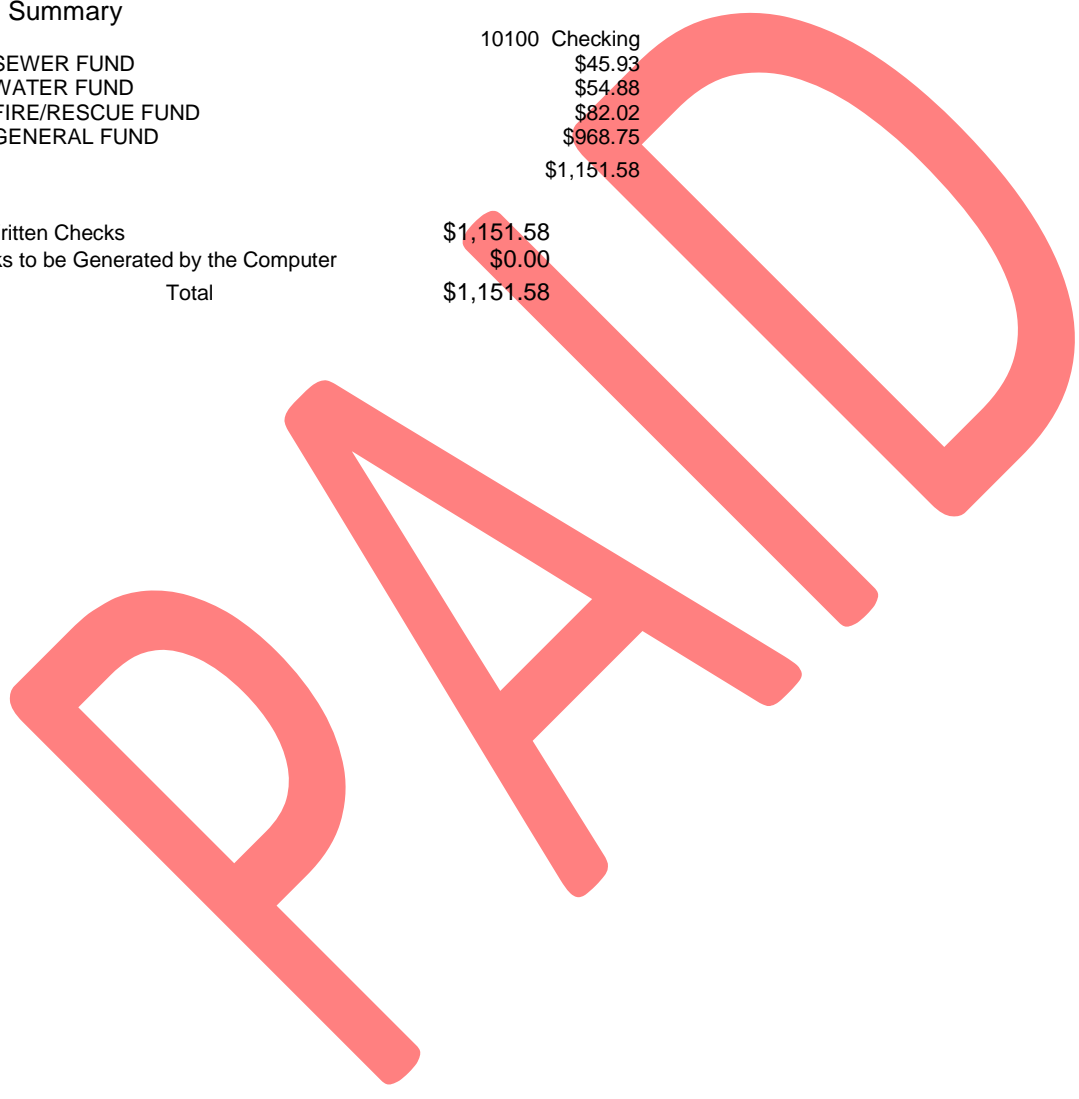 Summary
10100 Checking
SEWER FUND $45.93
WATER FUND $54.88
FIRE/RESCUE FUND $82.02
GENERAL FUND $968.75
$1,151.58
ritten Checks $1,151.58
ks to be Generated by the Computer $0.00
Total $1,151.58
PAID